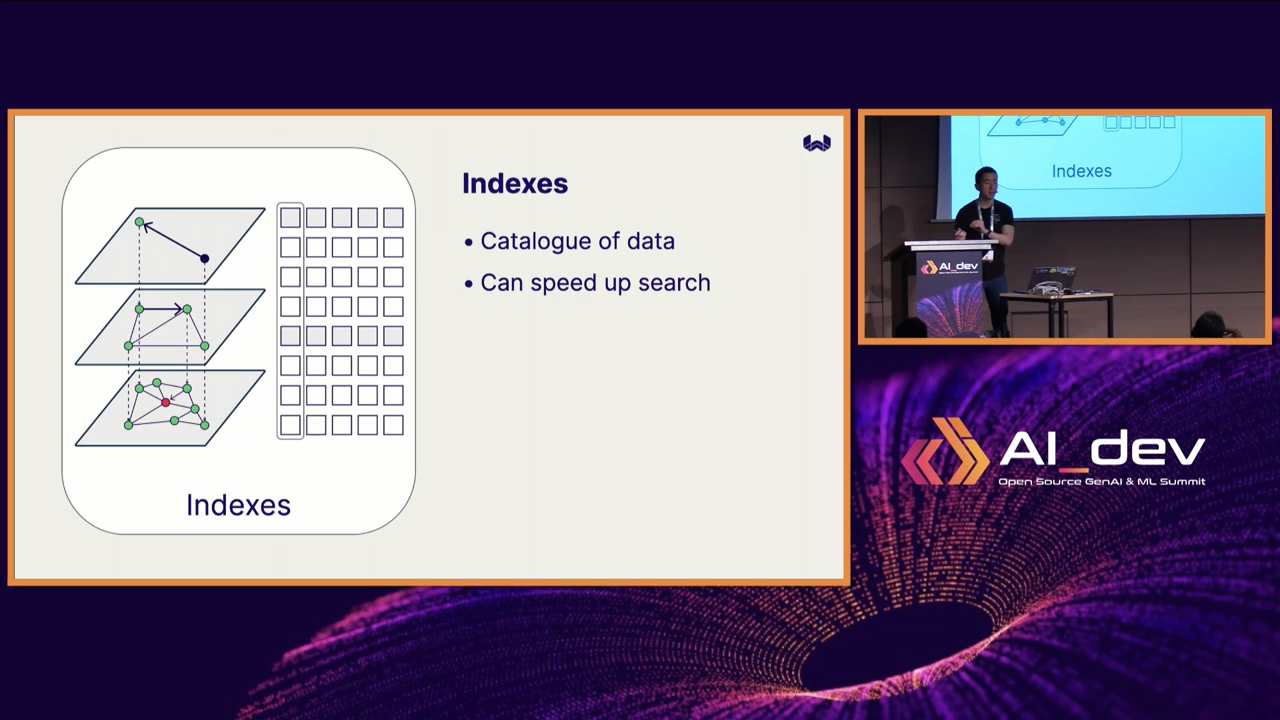 Indexes
• Catalogue of data
• Can speed up search
Indexes
Indexes
AI_dev
AI_dev
Open Source GenAI & ML Summit